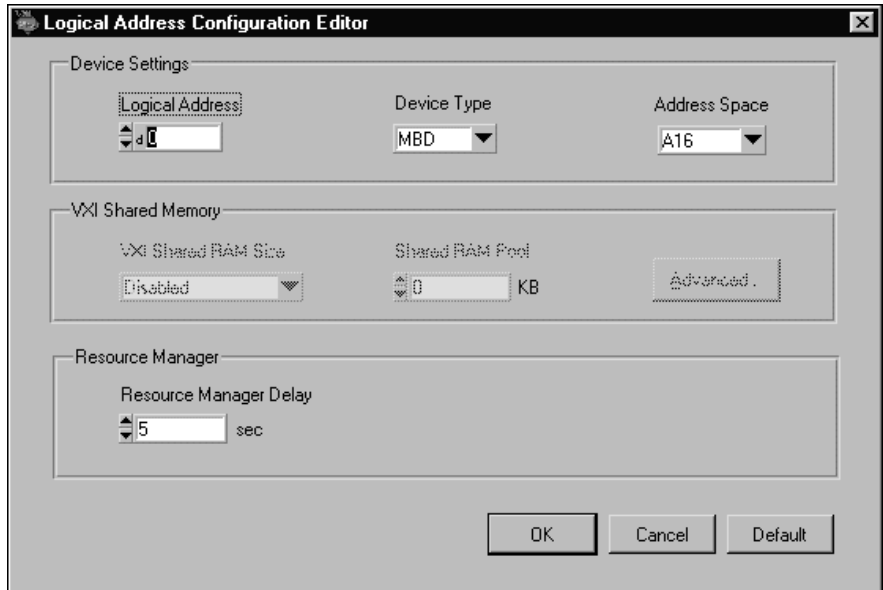 Logical Address Configuration Editor
Device Settings
Logical Address
Device Type
Address Space
d 0
MBD
A16
VXI Shared Memory
VXI Shared RAM Size
Shared RAM Pool
Disabled
0
KB
Advanced .
Resource Manager
Resource Manager Delay
5
sec
OK
Cancel
Default